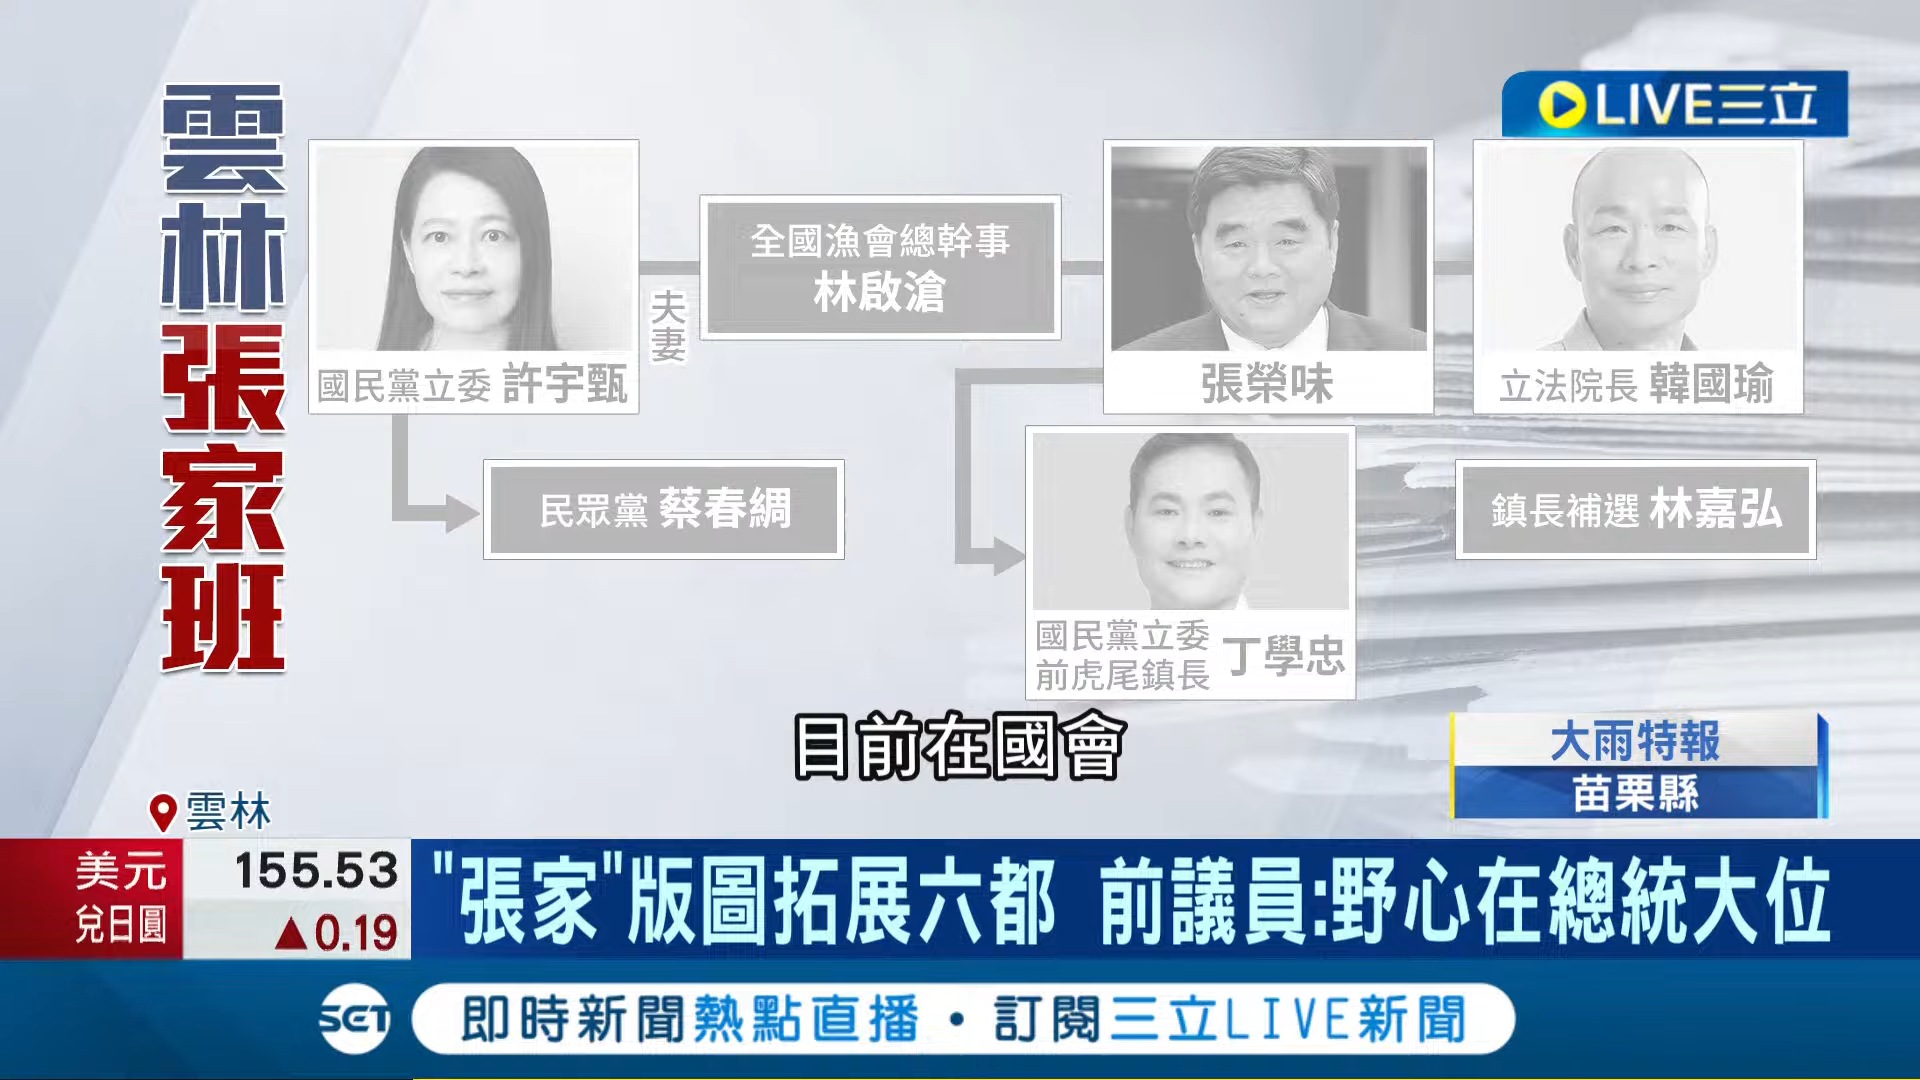 雲林張家班
LIVE三立
國民黨立委 許宇甄
夫妻
全國漁會總幹事
林啟滄
張榮味
立法院長 韓國瑜
民眾黨 蔡春綢
國民黨立委
前虎尾鎮長 丁學忠
鎮長補選 林嘉弘
目前在國會
大雨特報
苗栗縣
雲林
美元
兌日圓
155.53
▲0.19
"張家"版圖拓展六都 前議員:野心在總統大位
SET
即時新聞熱點直播・訂閱三立LIVE新聞